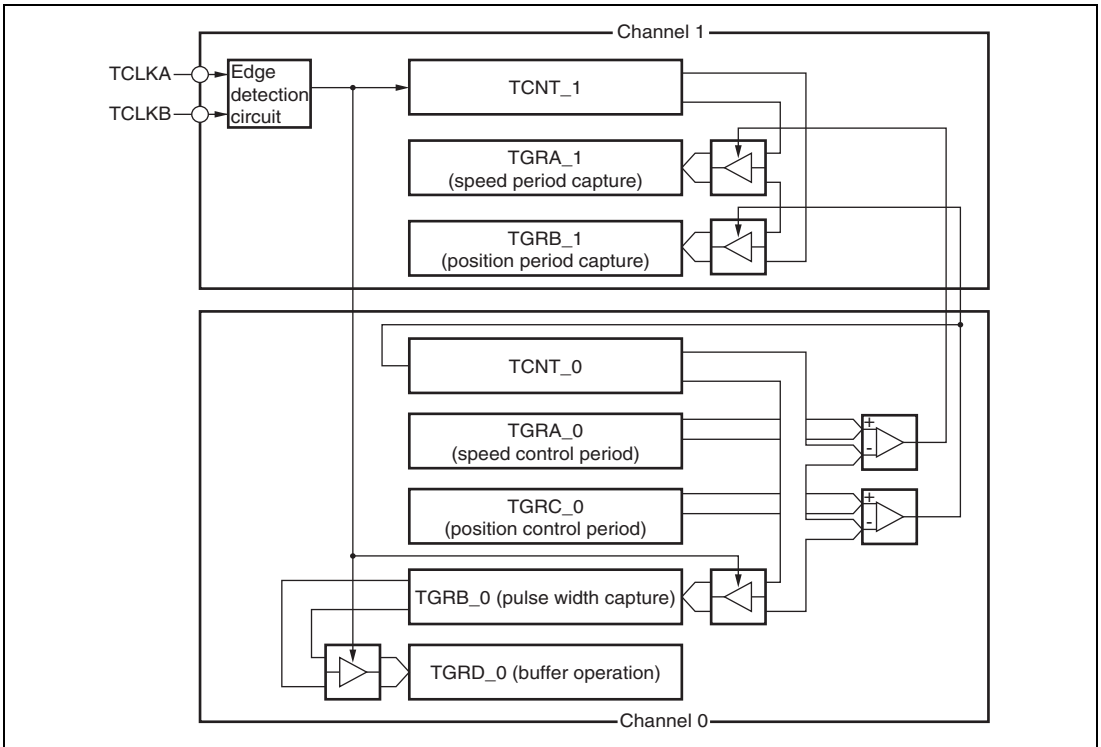 Channel 1
TCLKA
TCLKB
Edge
detection
circuit
TCNT_1
TGRA_1
(speed period capture)
TGRB_1
(position period capture)
TCNT_0
TGRA_0
(speed control period)
+
-
TGRC_0
(position control period)
+
-
TGRB_0 (pulse width capture)
TGRD_0 (buffer operation)
Channel 0